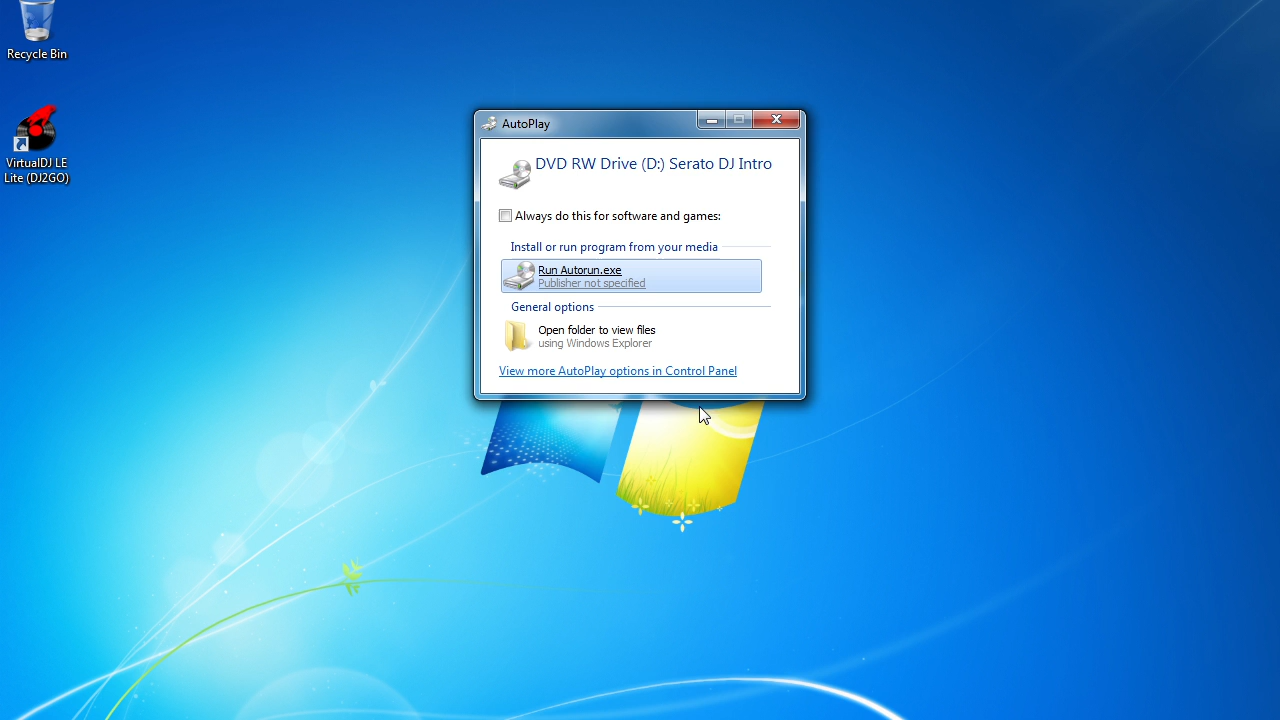 Recycle Bin
VirtualDJ LE
Lite (DJ2GO)
AutoPlay
DVD RW Drive (D:) Serato DJ Intro
Always do this for software and games:
Install or run program from your media
Run Autorun.exe
Publisher not specified
General options
Open folder to view files
using Windows Explorer
View more AutoPlay options in Control Panel